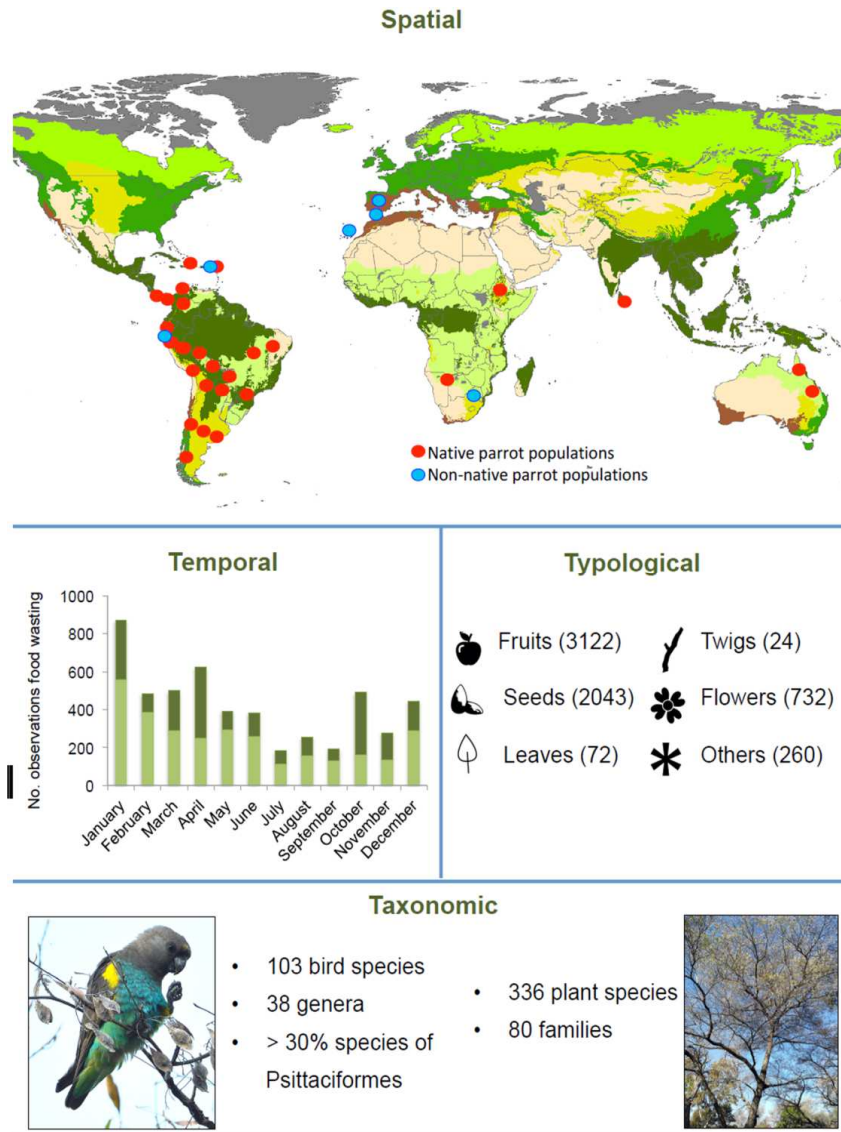 Spatial
Native parrot populations
Non-native parrot populations
Temporal
No. observations food wasting
1000
800
600
400
200
0
January
February
March
April
May
June
July
August
September
October
November
December
Typological
Fruits (3122)
Twigs (24)
Seeds (2043)
Flowers (732)
Leaves (72)
Others (260)
Taxonomic
• 103 bird species
• 38 genera
• > 30% species of
Psittaciformes
• 336 plant species
• 80 families